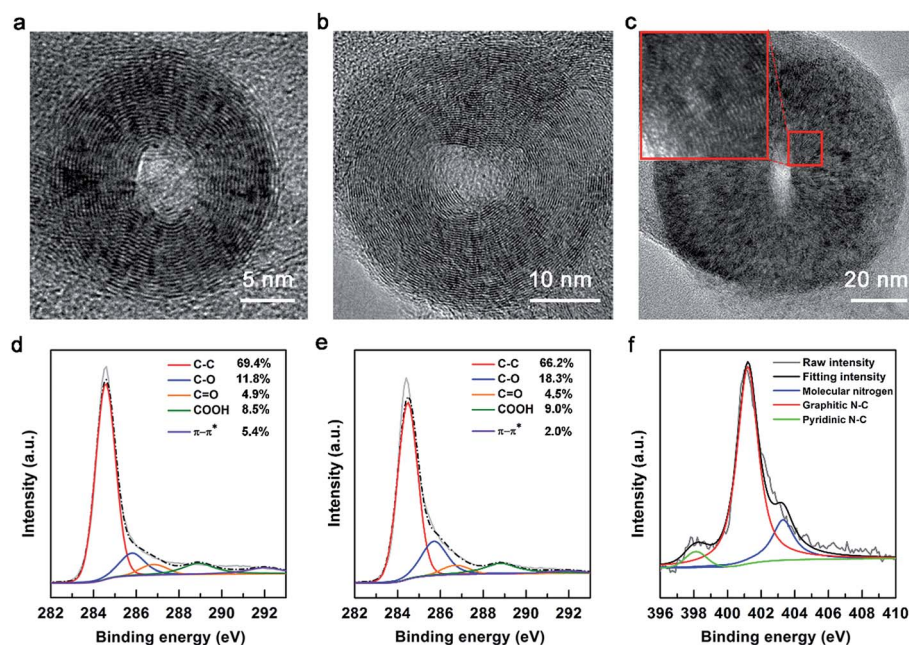 a
b
c
5 nm
10 nm
20 nm
d
e
f
C-C 69.4%
C-O 11.8%
C=O 4.9%
COOH 8.5%
π-π* 5.4%
C-C 66.2%
C-O 18.3%
C=O 4.5%
COOH 9.0%
π-π* 2.0%
Raw intensity
Fitting intensity
Molecular nitrogen
Graphitic N-C
Pyridinic N-C
Intensity (a.u.)
Intensity (a.u.)
Intensity (a.u.)
282 284 286 288 290 292
282 284 286 288 290 292
396 398 400 402 404 406 408 410
Binding energy (eV)
Binding energy (eV)
Binding energy (eV)